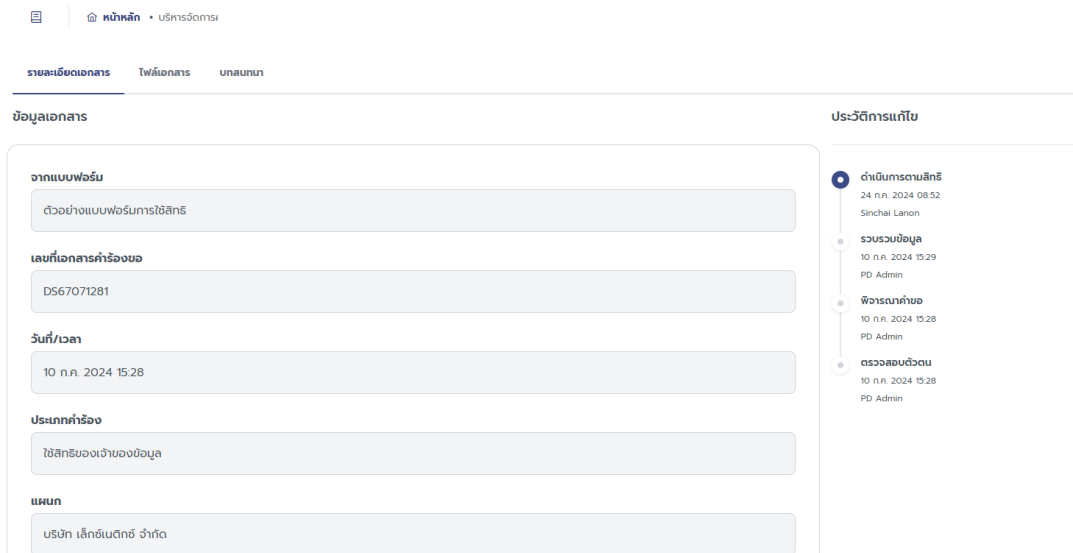 หน้าหลัก • บริหารจัดการ
รายละเอียดเอกสาร ไฟล์เอกสาร บทสนทนา
ข้อมูลเอกสาร
จากแบบฟอร์ม
ตัวอย่างแบบฟอร์มการใช้สิทธิ
เลขที่เอกสารคำร้องขอ
DS67071281
วันที่/เวลา
10 ก.ค. 2024 15:28
ประเภทคำร้อง
ใช้สิทธิของเจ้าของข้อมูล
แผนก
บริษัท เล็กซ์เนติกซ์ จำกัด
ประวัติการแก้ไข
ดำเนินการตามสิทธิ
24 ก.ค. 2024 08:52
Sinchai Lanon
รวบรวมข้อมูล
10 ก.ค. 2024 15:29
PD Admin
พิจารณาคำขอ
10 ก.ค. 2024 15:28
PD Admin
ตรวจสอบตัวตน
10 ก.ค. 2024 15:28
PD Admin